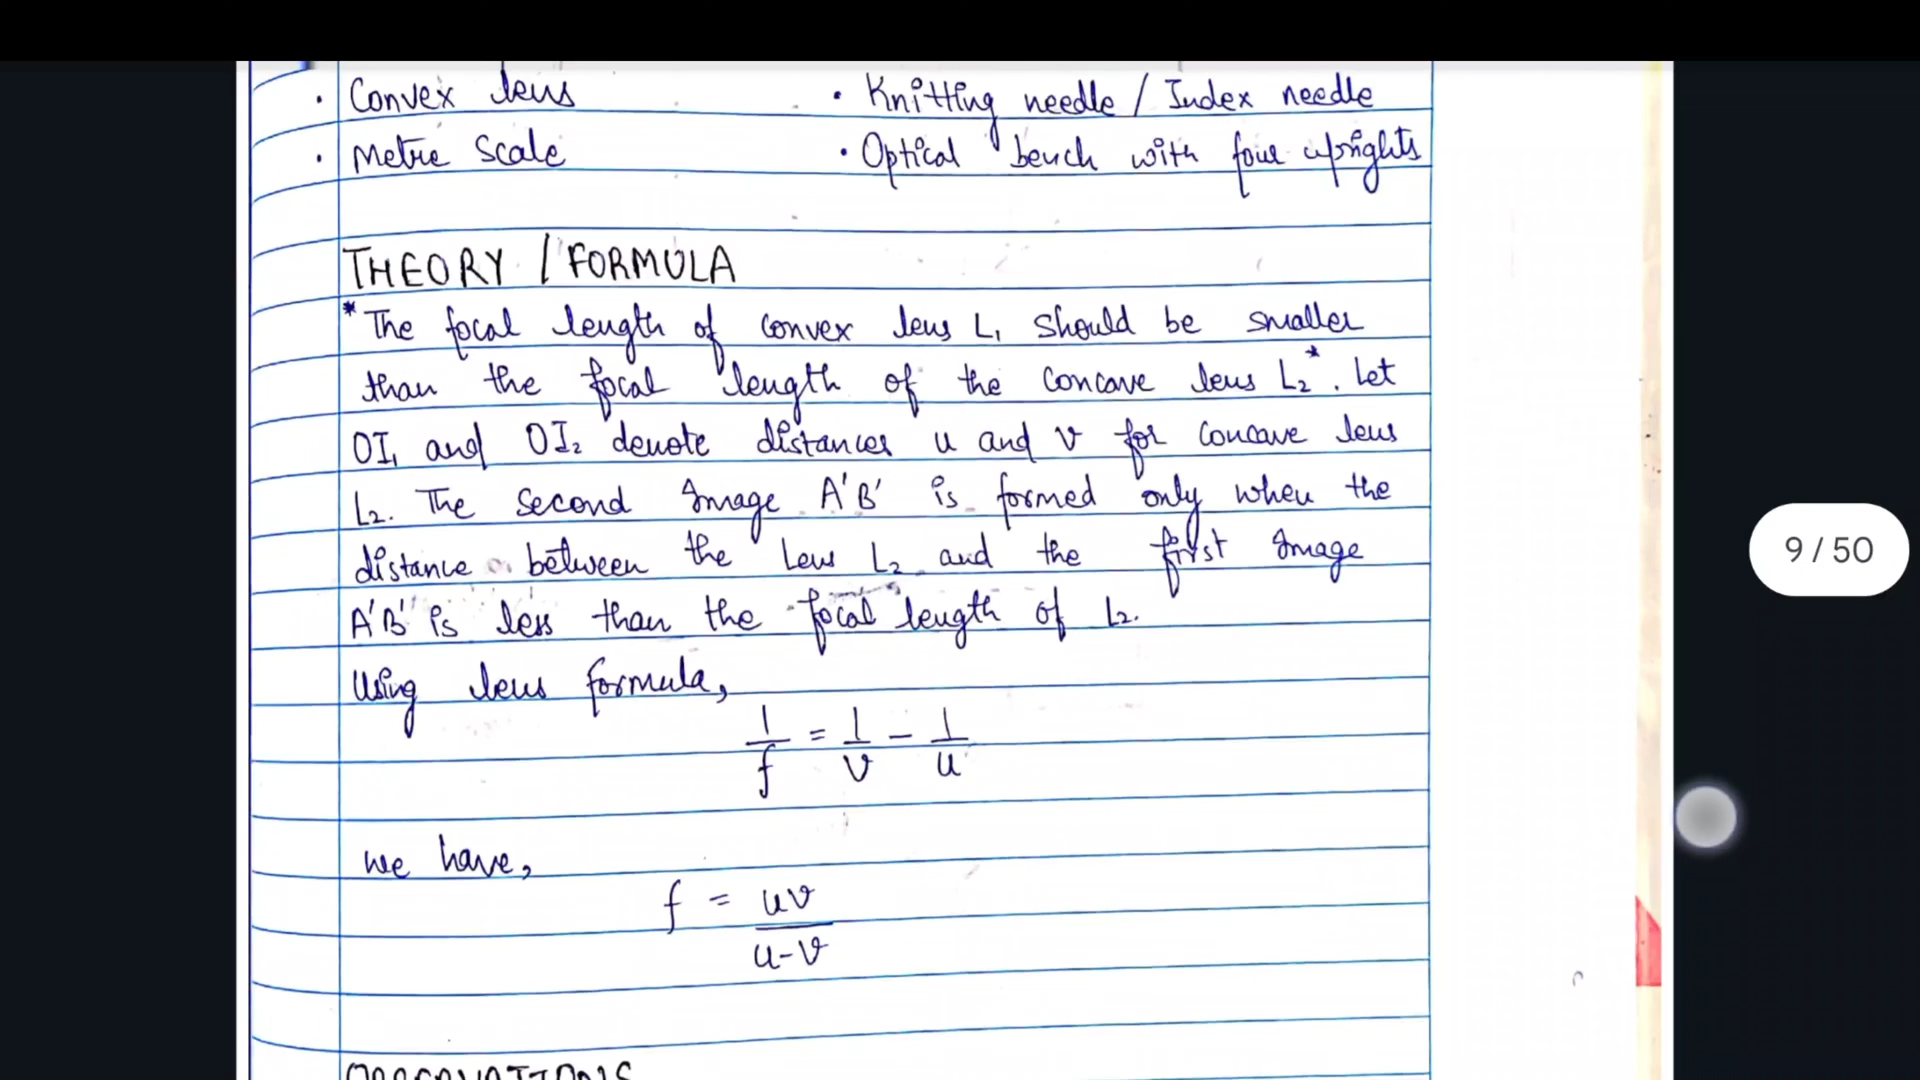 • Convex lens • Knitting needle / Index needle
• Metre Scale • Optical bench with four uprights
THEORY / FORMULA
*The focal length of convex lens L₁ should be smaller
than the focal length of the concave lens L₂*. Let
OI₁ and OI₂ denote distances u and v for concave lens
L₂. The second image A'B' is formed only when the
distance between the lens L₂ and the first image
A'B' is less than the focal length of L₂.
Using lens formula,
1/f = 1/v - 1/u
we have,
f = uv/u-v
OBSERVATIONS
9 / 50